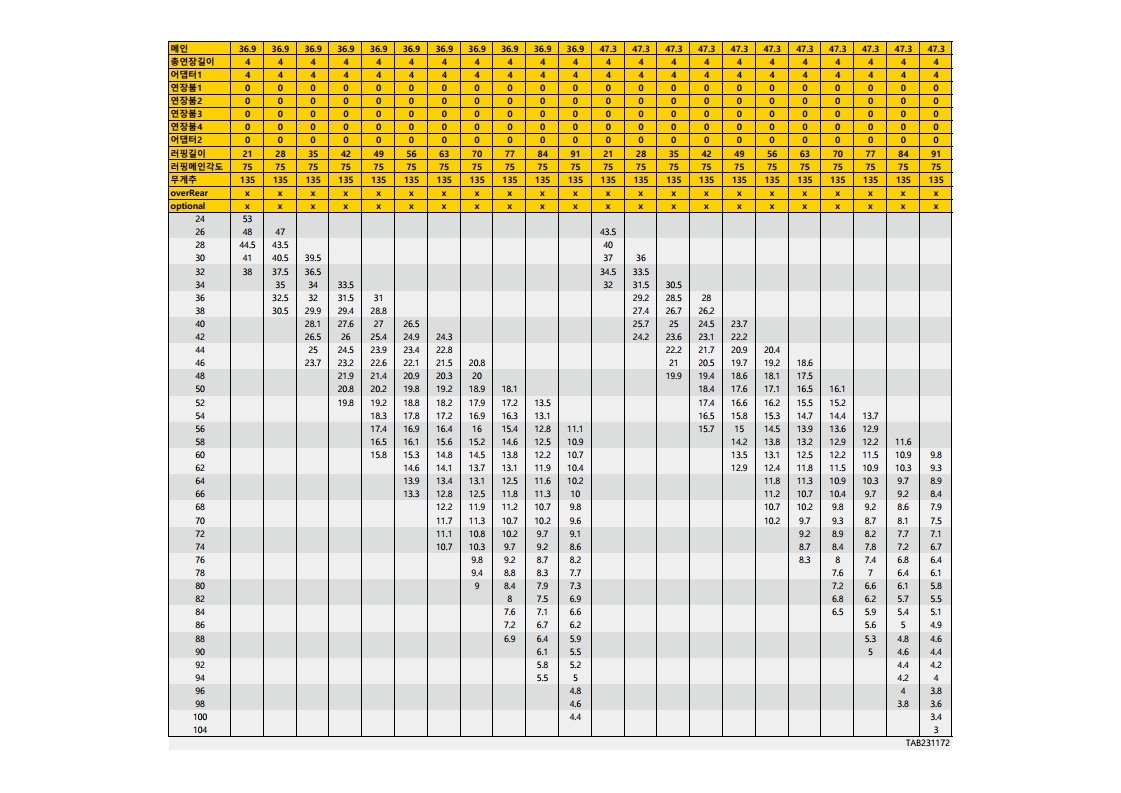 메인 36.9 36.9 36.9 36.9 36.9 36.9 36.9 36.9 36.9 36.9 36.9 47.3 47.3 47.3 47.3 47.3 47.3 47.3 47.3 47.3 47.3 47.3
총연장길이 4 4 4 4 4 4 4 4 4 4 4 4 4 4 4 4 4 4 4 4 4 4
어댑터1 4 4 4 4 4 4 4 4 4 4 4 4 4 4 4 4 4 4 4 4 4 4
연장붐1 0 0 0 0 0 0 0 0 0 0 0 0 0 0 0 0 0 0 0 0 0 0
연장붐2 0 0 0 0 0 0 0 0 0 0 0 0 0 0 0 0 0 0 0 0 0 0
연장붐3 0 0 0 0 0 0 0 0 0 0 0 0 0 0 0 0 0 0 0 0 0 0
연장붐4 0 0 0 0 0 0 0 0 0 0 0 0 0 0 0 0 0 0 0 0 0 0
어댑터2 0 0 0 0 0 0 0 0 0 0 0 0 0 0 0 0 0 0 0 0 0 0
러핑길이 21 28 35 42 49 56 63 70 77 84 91 21 28 35 42 49 56 63 70 77 84 91
러핑메인각도 75 75 75 75 75 75 75 75 75 75 75 75 75 75 75 75 75 75 75 75 75 75
무게추 135 135 135 135 135 135 135 135 135 135 135 135 135 135 135 135 135 135 135 135 135 135
overRear x x x x x x x x x x x x x x x x x x x x x x
optional x x x x x x x x x x x x x x x x x x x x x x
24 53
26 48 47 43.5
28 44.5 43.5 40
30 41 40.5 39.5 37 36
32 38 37.5 36.5 34.5 33.5
34 35 34 33.5 32 31.5 30.5
36 32.5 32 31.5 31 29.2 28.5 28
38 30.5 29.9 29.4 28.8 27.4 26.7 26.2
40 28.1 27.6 27 26.5 25.7 25 24.5 23.7
42 26.5 26 25.4 24.9 24.3 24.2 23.6 23.1 22.2
44 25 24.5 23.9 23.4 22.8 22.2 21.7 20.9 20.4
46 23.7 23.2 22.6 22.1 21.5 20.8 21 20.5 19.7 19.2 18.6
48 21.9 21.4 20.9 20.3 20 19.9 19.4 18.6 18.1 17.5
50 20.8 20.2 19.8 19.2 18.9 18.1 18.4 17.6 17.1 16.5 16.1
52 19.8 19.2 18.8 18.2 17.9 17.2 13.5 17.4 16.6 16.2 15.5 15.2
54 18.3 17.8 17.2 16.9 16.3 13.1 16.5 15.8 15.3 14.7 14.4 13.7
56 17.4 16.9 16.4 16 15.4 12.8 11.1 15.7 15 14.5 13.9 13.6 12.9
58 16.5 16.1 15.6 15.2 14.6 12.5 10.9 14.2 13.8 13.2 12.9 12.2 11.6
60 15.8 15.3 14.8 14.5 13.8 12.2 10.7 13.5 13.1 12.5 12.2 11.5 10.9 9.8
62 14.6 14.1 13.7 13.1 11.9 10.4 12.9 12.4 11.8 11.5 10.9 10.3 9.3
64 13.9 13.4 13.1 12.5 11.6 10.2 11.8 11.3 10.9 10.3 9.7 8.9
66 13.3 12.8 12.5 11.8 11.3 10 11.2 10.7 10.4 9.7 9.2 8.4
68 12.2 11.9 11.2 10.7 9.8 10.7 10.2 9.8 9.2 8.6 7.9
70 11.7 11.3 10.7 10.2 9.6 10.2 9.7 9.3 8.7 8.1 7.5
72 11.1 10.8 10.2 9.7 9.1 9.2 8.9 8.2 7.7 7.1
74 10.7 10.3 9.7 9.2 8.6 8.7 8.4 7.8 7.2 6.7
76 9.8 9.2 8.7 8.2 8.3 8 7.4 6.8 6.4
78 9.4 8.8 8.3 7.7 7.6 7 6.4 6.1
80 9 8.4 7.9 7.3 7.2 6.6 6.1 5.8
82 8 7.5 6.9 6.8 6.2 5.7 5.5
84 7.6 7.1 6.6 6.5 5.9 5.4 5.1
86 7.2 6.7 6.2 5.6 5 4.9
88 6.9 6.4 5.9 5.3 4.8 4.6
90 6.1 5.5 5 4.6 4.4
92 5.8 5.2 4.4 4.2
94 5.5 5 4.2 4
96 4.8 4 3.8
98 4.6 3.8 3.6
100 4.4 3.4
104 3
TAB231172